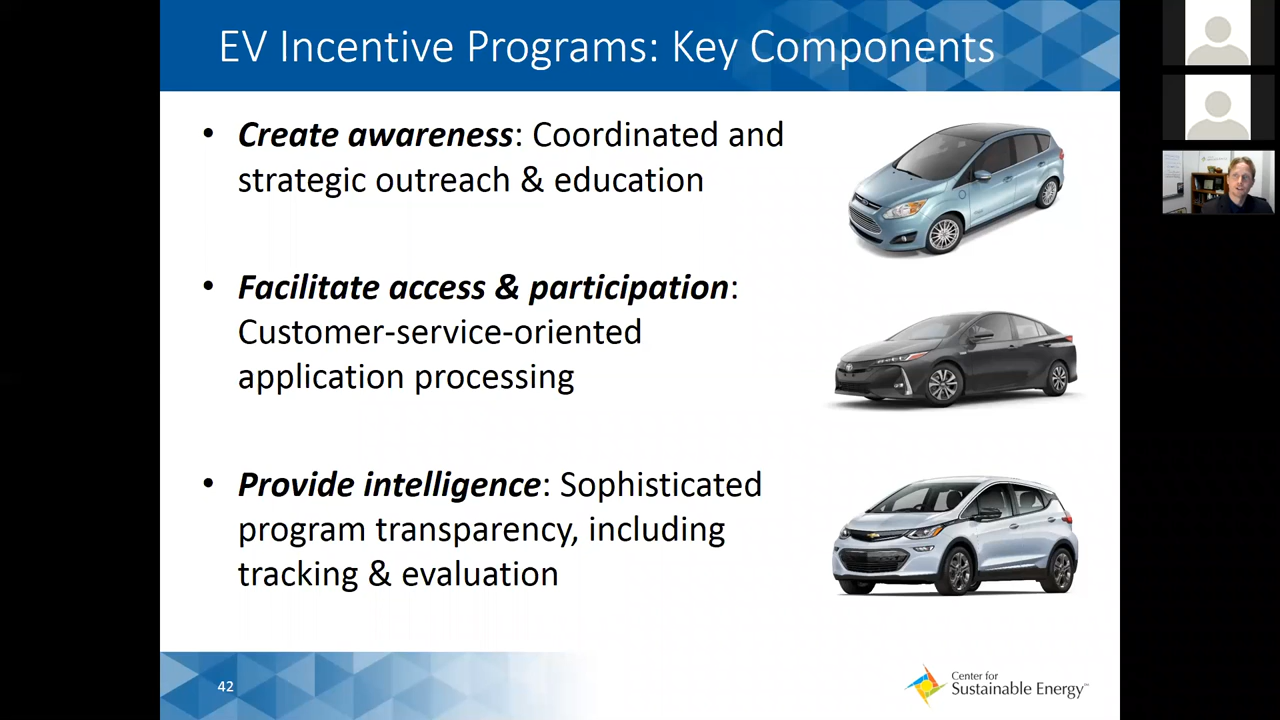 EV Incentive Programs: Key Components
• Create awareness: Coordinated and
strategic outreach & education
• Facilitate access & participation:
Customer-service-oriented
application processing
• Provide intelligence: Sophisticated
program transparency, including
tracking & evaluation
42
Center for
Sustainable Energy™